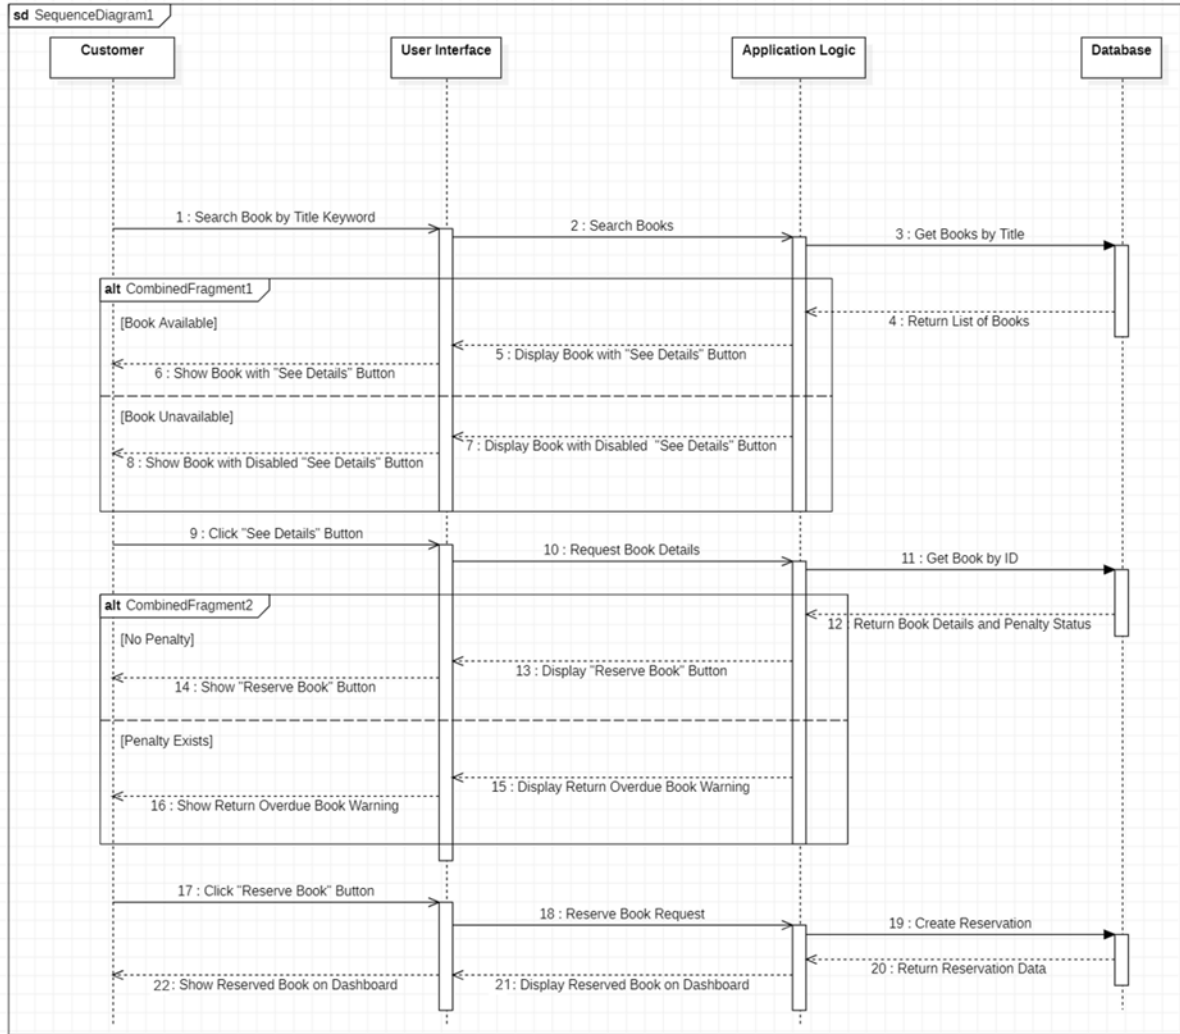 sd SequenceDiagram1
Customer
User Interface
Application Logic
Database
1 : Search Book by Title Keyword
2 : Search Books
3 : Get Books by Title
alt CombinedFragment1
[Book Available]
4 : Return List of Books
5 : Display Book with "See Details" Button
6 : Show Book with "See Details" Button
[Book Unavailable]
7 : Display Book with Disabled "See Details" Button
8 : Show Book with Disabled "See Details" Button
9 : Click "See Details" Button
10 : Request Book Details
11 : Get Book by ID
alt CombinedFragment2
12 : Return Book Details and Penalty Status
[No Penalty]
13 : Display "Reserve Book" Button
14 : Show "Reserve Book" Button
[Penalty Exists]
15 : Display Return Overdue Book Warning
16 : Show Return Overdue Book Warning
17 : Click "Reserve Book" Button
18 : Reserve Book Request
19 : Create Reservation
20 : Return Reservation Data
21: Display Reserved Book on Dashboard
22: Show Reserved Book on Dashboard